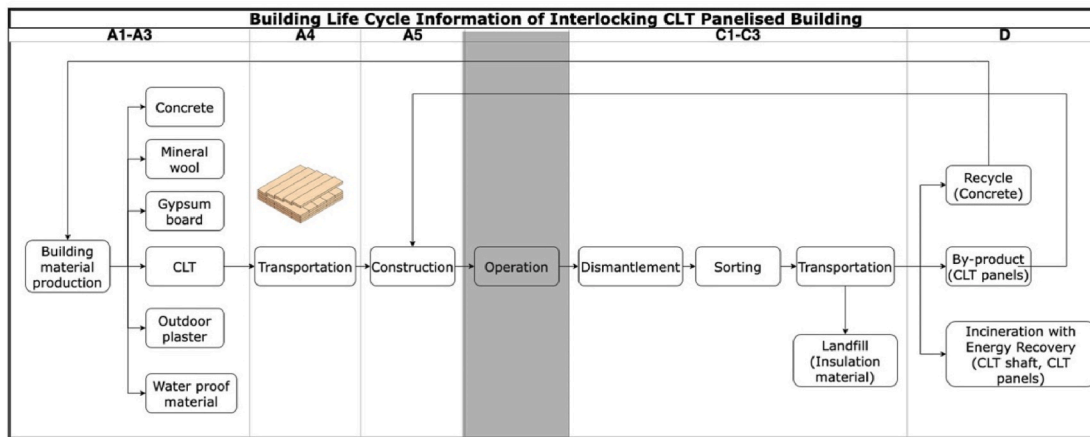 Building Life Cycle Information of Interlocking CLT Panelised Building
A1-A3
A4
A5
C1-C3
D
Concrete
Mineral
wool
Gypsum
board
Building
material
production
CLT
Outdoor
plaster
Water proof
material
Transportation
Construction
Operation
Dismantlement
Sorting
Transportation
Landfill
(Insulation
material)
Recycle
(Concrete)
By-product
(CLT panels)
Incineration with
Energy Recovery
(CLT shaft, CLT
panels)